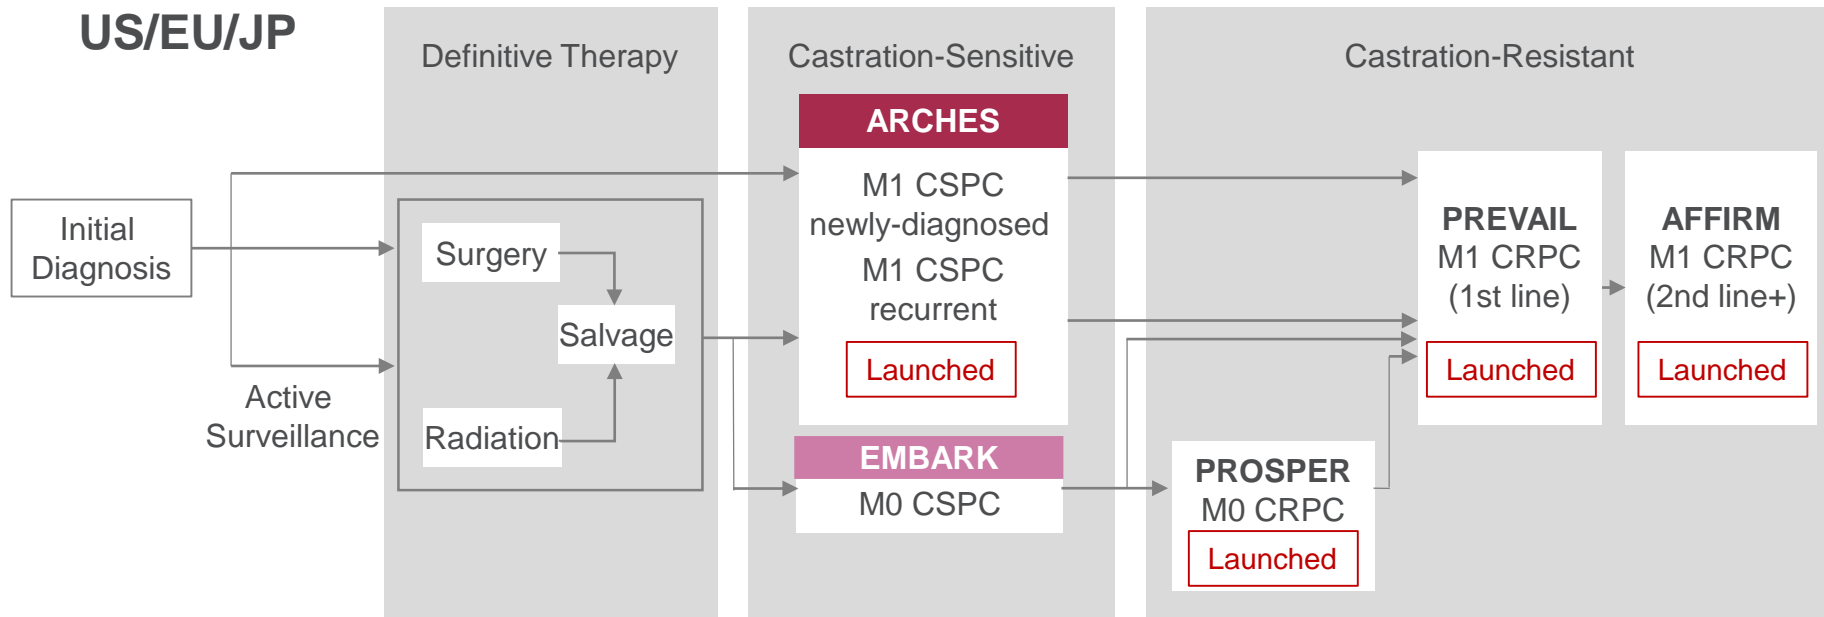 US/EU/JP
Definitive Therapy
Castration-Sensitive
Castration-Resistant
Initial
Diagnosis
Active
Surveillance
Surgery
Salvage
Radiation
ARCHES
M1 CSPC
newly-diagnosed
M1 CSPC
recurrent
Launched
EMBARK
M0 CSPC
PROSPER
M0 CRPC
Launched
PREVAIL
M1 CRPC
(1st line)
Launched
AFFIRM
M1 CRPC
(2nd line+)
Launched